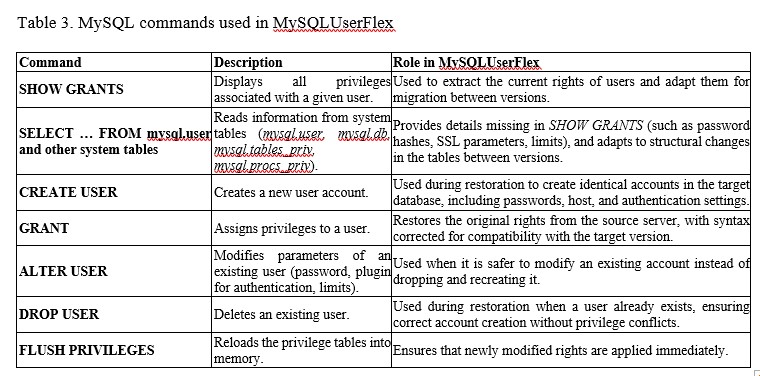 Table 3. MySQL commands used in MySQLUserFlex
Command Description Role in MySQLUserFlex
SHOW GRANTS
Displays all privileges
associated with a given user.
Used to extract the current rights of users and adapt them for
migration between versions.
SELECT … FROM mysql.user
and other system tables
Reads information from system
tables (mysql.user, mysql.db,
mysql.tables_priv,
mysql.procs_priv).
Provides details missing in SHOW GRANTS (such as password
hashes, SSL parameters, limits), and adapts to structural changes
in the tables between versions.
CREATE USER
Creates a new user account.
Used during restoration to create identical accounts in the target
database, including passwords, host, and authentication settings.
GRANT
Assigns privileges to a user.
Restores the original rights from the source server, with syntax
corrected for compatibility with the target version.
ALTER USER
Modifies parameters of an
existing user (password, plugin
for authentication, limits).
Used when it is safer to modify an existing account instead of
dropping and recreating it.
DROP USER
Deletes an existing user.
Used during restoration when a user already exists, ensuring
correct account creation without privilege conflicts.
FLUSH PRIVILEGES
Reloads the privilege tables into
memory.
Ensures that newly modified rights are applied immediately.